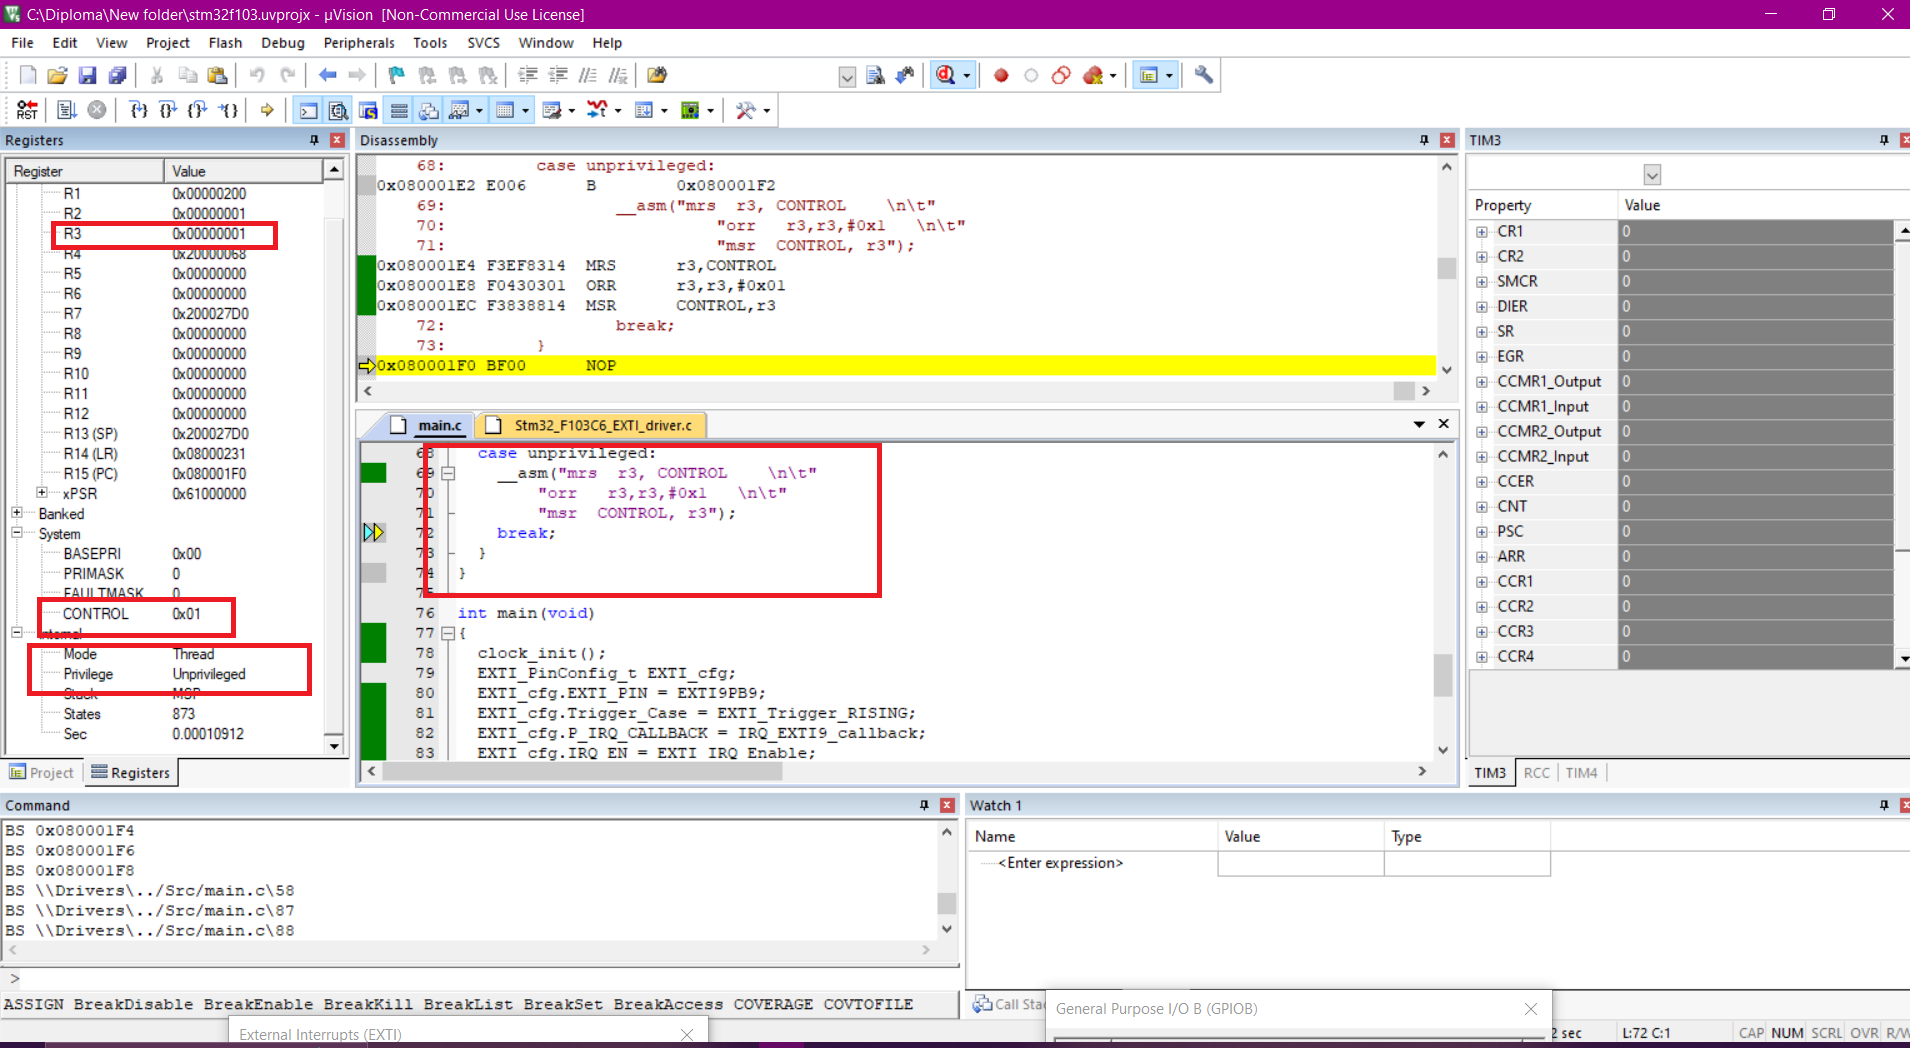 C:\Diploma\New folder\stm32f103.uvprojx - µVision [Non-Commercial Use License]
File Edit View Project Flash Debug Peripherals Tools SVCS Window Help
RST
Registers
Register Value
R1 0x00000200
R2 0x00000001
R3 0x00000001
R4 0x20000068
R5 0x00000000
R6 0x00000000
R7 0x200027D0
R8 0x00000000
R9 0x00000000
R10 0x00000000
R11 0x00000000
R12 0x00000000
R13 (SP) 0x200027D0
R14 (LR) 0x08000231
R15 (PC) 0x080001F0
xPSR 0x61000000
Banked
System
BASEPRI 0x00
PRIMASK 0
FAULTMASK 0
CONTROL 0x01
Internal
Mode Thread
Privilege Unprivileged
Stack MSP
States 873
Sec 0.00010912
Project Registers
Disassembly
68: case unprivileged:
0x080001E2 E006 B 0x080001F2
69: __asm("mrs r3, CONTROL \n\t"
70: "orr r3,r3,#0x1 \n\t"
71: "msr CONTROL, r3");
0x080001E4 F3EF8314 MRS r3,CONTROL
0x080001E8 F0430301 ORR r3,r3,#0x01
0x080001EC F3838814 MSR CONTROL,r3
72: break;
73: }
0x080001F0 BF00 NOP
main.c Stm32_F103C6_EXTI_driver.c
68 case unprivileged:
69 __asm("mrs r3, CONTROL \n\t"
70 "orr r3,r3,#0x1 \n\t"
71 "msr CONTROL, r3");
72 break;
73 }
74 }
75
76 int main(void)
77 {
78 clock_init();
79 EXTI_PinConfig_t EXTI_cfg;
80 EXTI_cfg.EXTI_PIN = EXTI9PB9;
81 EXTI_cfg.Trigger_Case = EXTI_Trigger_RISING;
82 EXTI_cfg.P_IRQ_CALLBACK = IRQ_EXTI9_callback;
83 EXTI_cfg.IRQ_EN = EXTI_IRQ_Enable;
TIM3
Property Value
CR1 0
CR2 0
SMCR 0
DIER 0
SR 0
EGR 0
CCMR1_Output 0
CCMR1_Input 0
CCMR2_Output 0
CCMR2_Input 0
CCER 0
CNT 0
PSC 0
ARR 0
CCR1 0
CCR2 0
CCR3 0
CCR4 0
TIM3 RCC TIM4
Command
BS 0x080001F4
BS 0x080001F6
BS 0x080001F8
BS \\Drivers\../Src/main.c\58
BS \\Drivers\../Src/main.c\87
BS \\Drivers\../Src/main.c\88
>
ASSIGN BreakDisable BreakEnable BreakKill BreakList BreakSet BreakAccess COVERAGE COVTOFILE
Watch 1
Name Value Type
<Enter expression>
Call Sta
General Purpose I/O B (GPIOB)
External Interrupts (EXTI)
2 sec L:72 C:1 CAP NUM SCRL OVR R/W